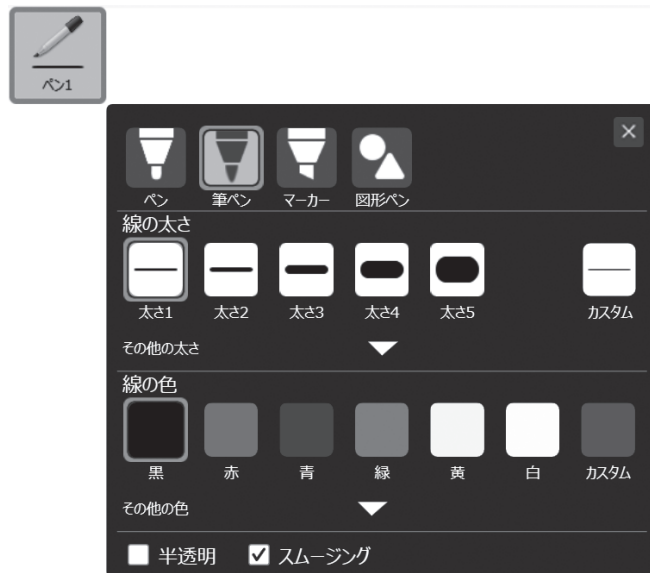 ペン1
ペン 筆ペン マーカー 図形ペン
線の太さ
太さ1 太さ2 太さ3 太さ4 太さ5 カスタム
その他の太さ
線の色
黒 赤 青 緑 黄 白 カスタム
その他の色
半透明 スムージング